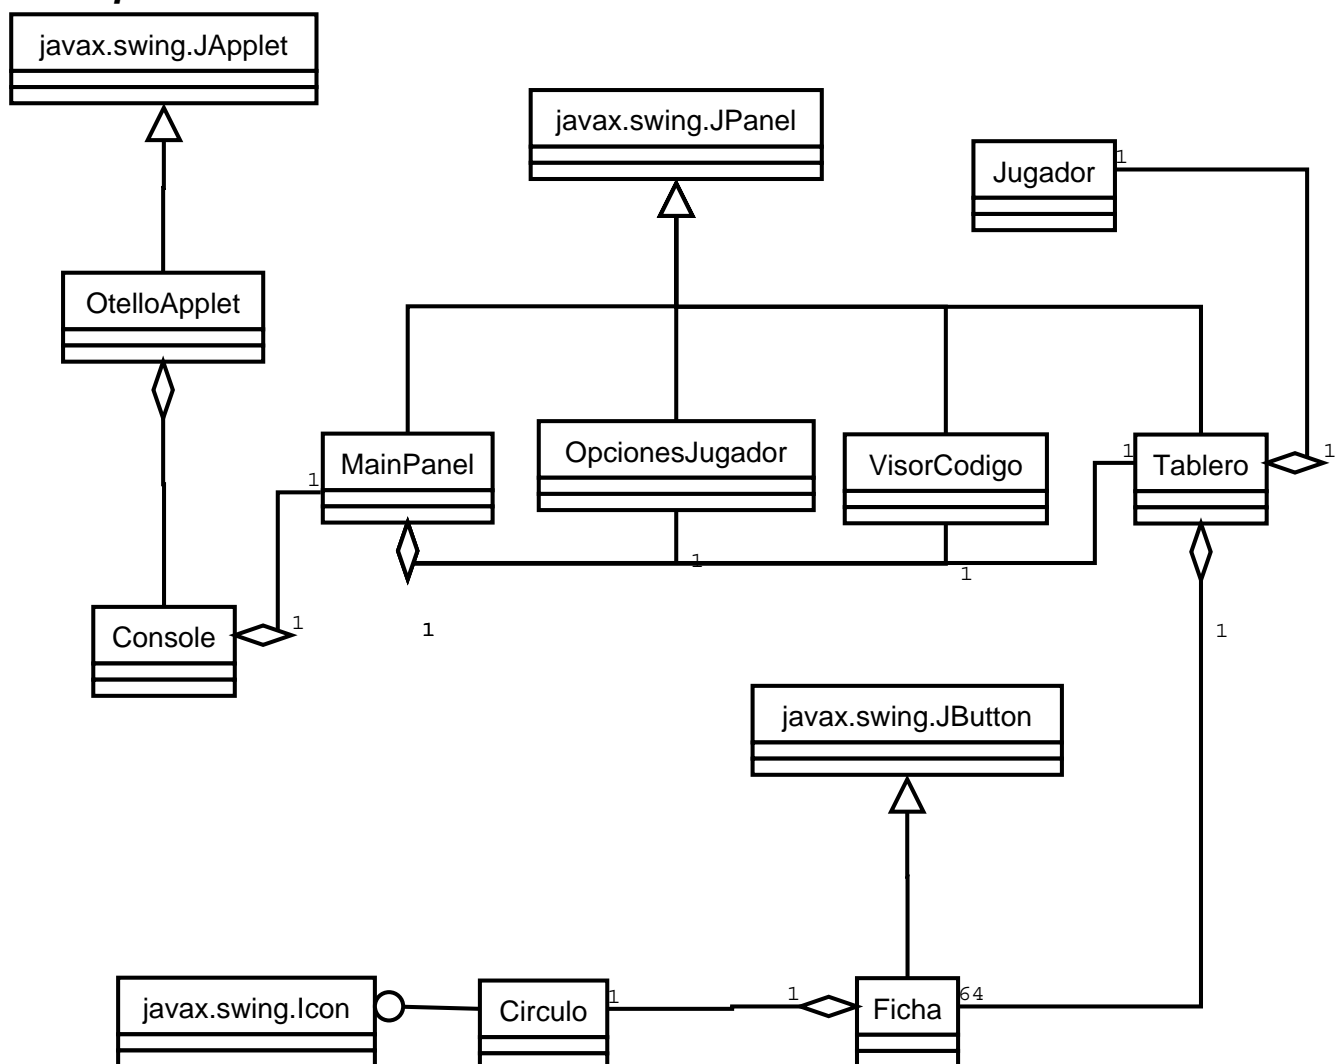 javax.swing.JApplet
javax.swing.JPanel
Jugador
1
OtelloApplet
MainPanel
OpcionesJugador
VisorCodigo
Tablero
1
1
1
1
1
Console
1
1
1
javax.swing.JButton
javax.swing.Icon
Circulo
1
1
Ficha
64